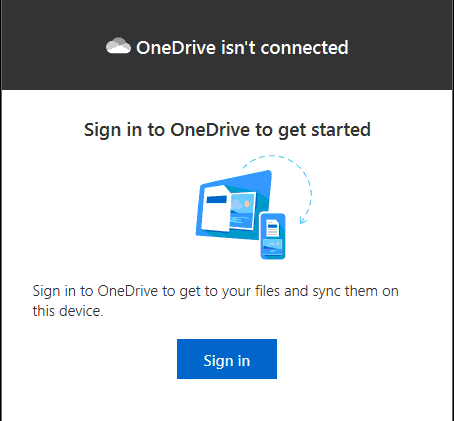 OneDrive isn't connected
Sign in to OneDrive to get started
Sign in to OneDrive to get to your files and sync them on
this device.
Sign in